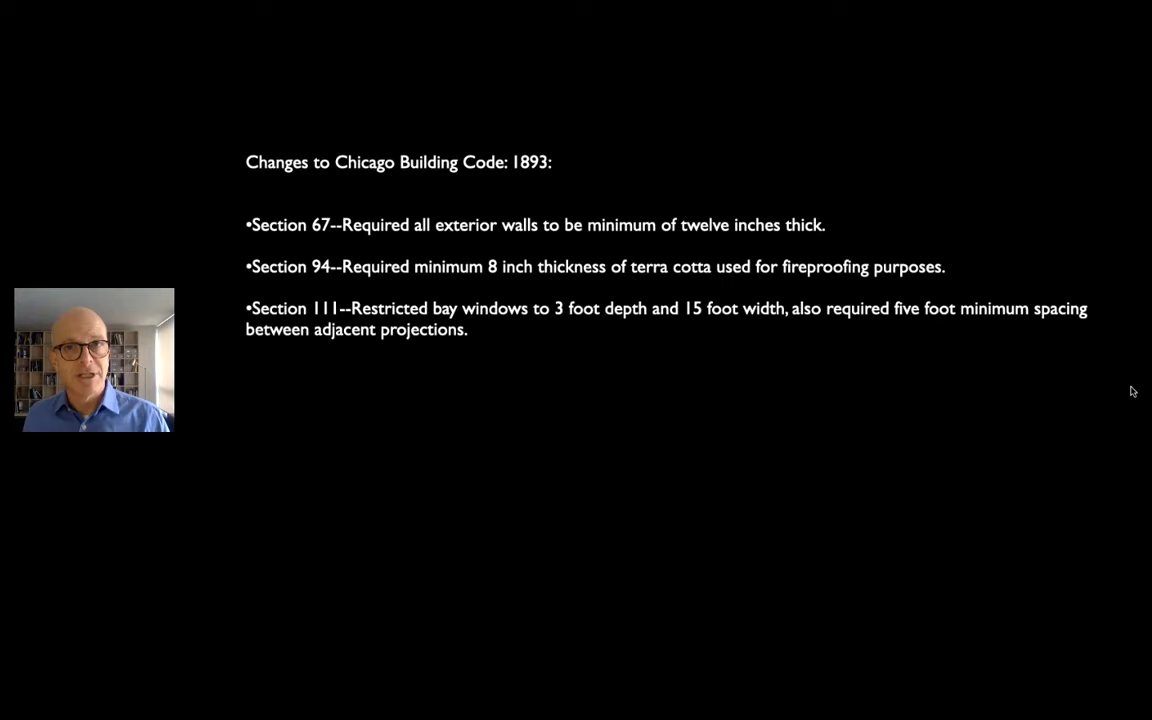 Changes to Chicago Building Code: 1893:
•Section 67--Required all exterior walls to be minimum of twelve inches thick.
•Section 94--Required minimum 8 inch thickness of terra cotta used for fireproofing purposes.
•Section 111--Restricted bay windows to 3 foot depth and 15 foot width, also required five foot minimum spacing
between adjacent projections.